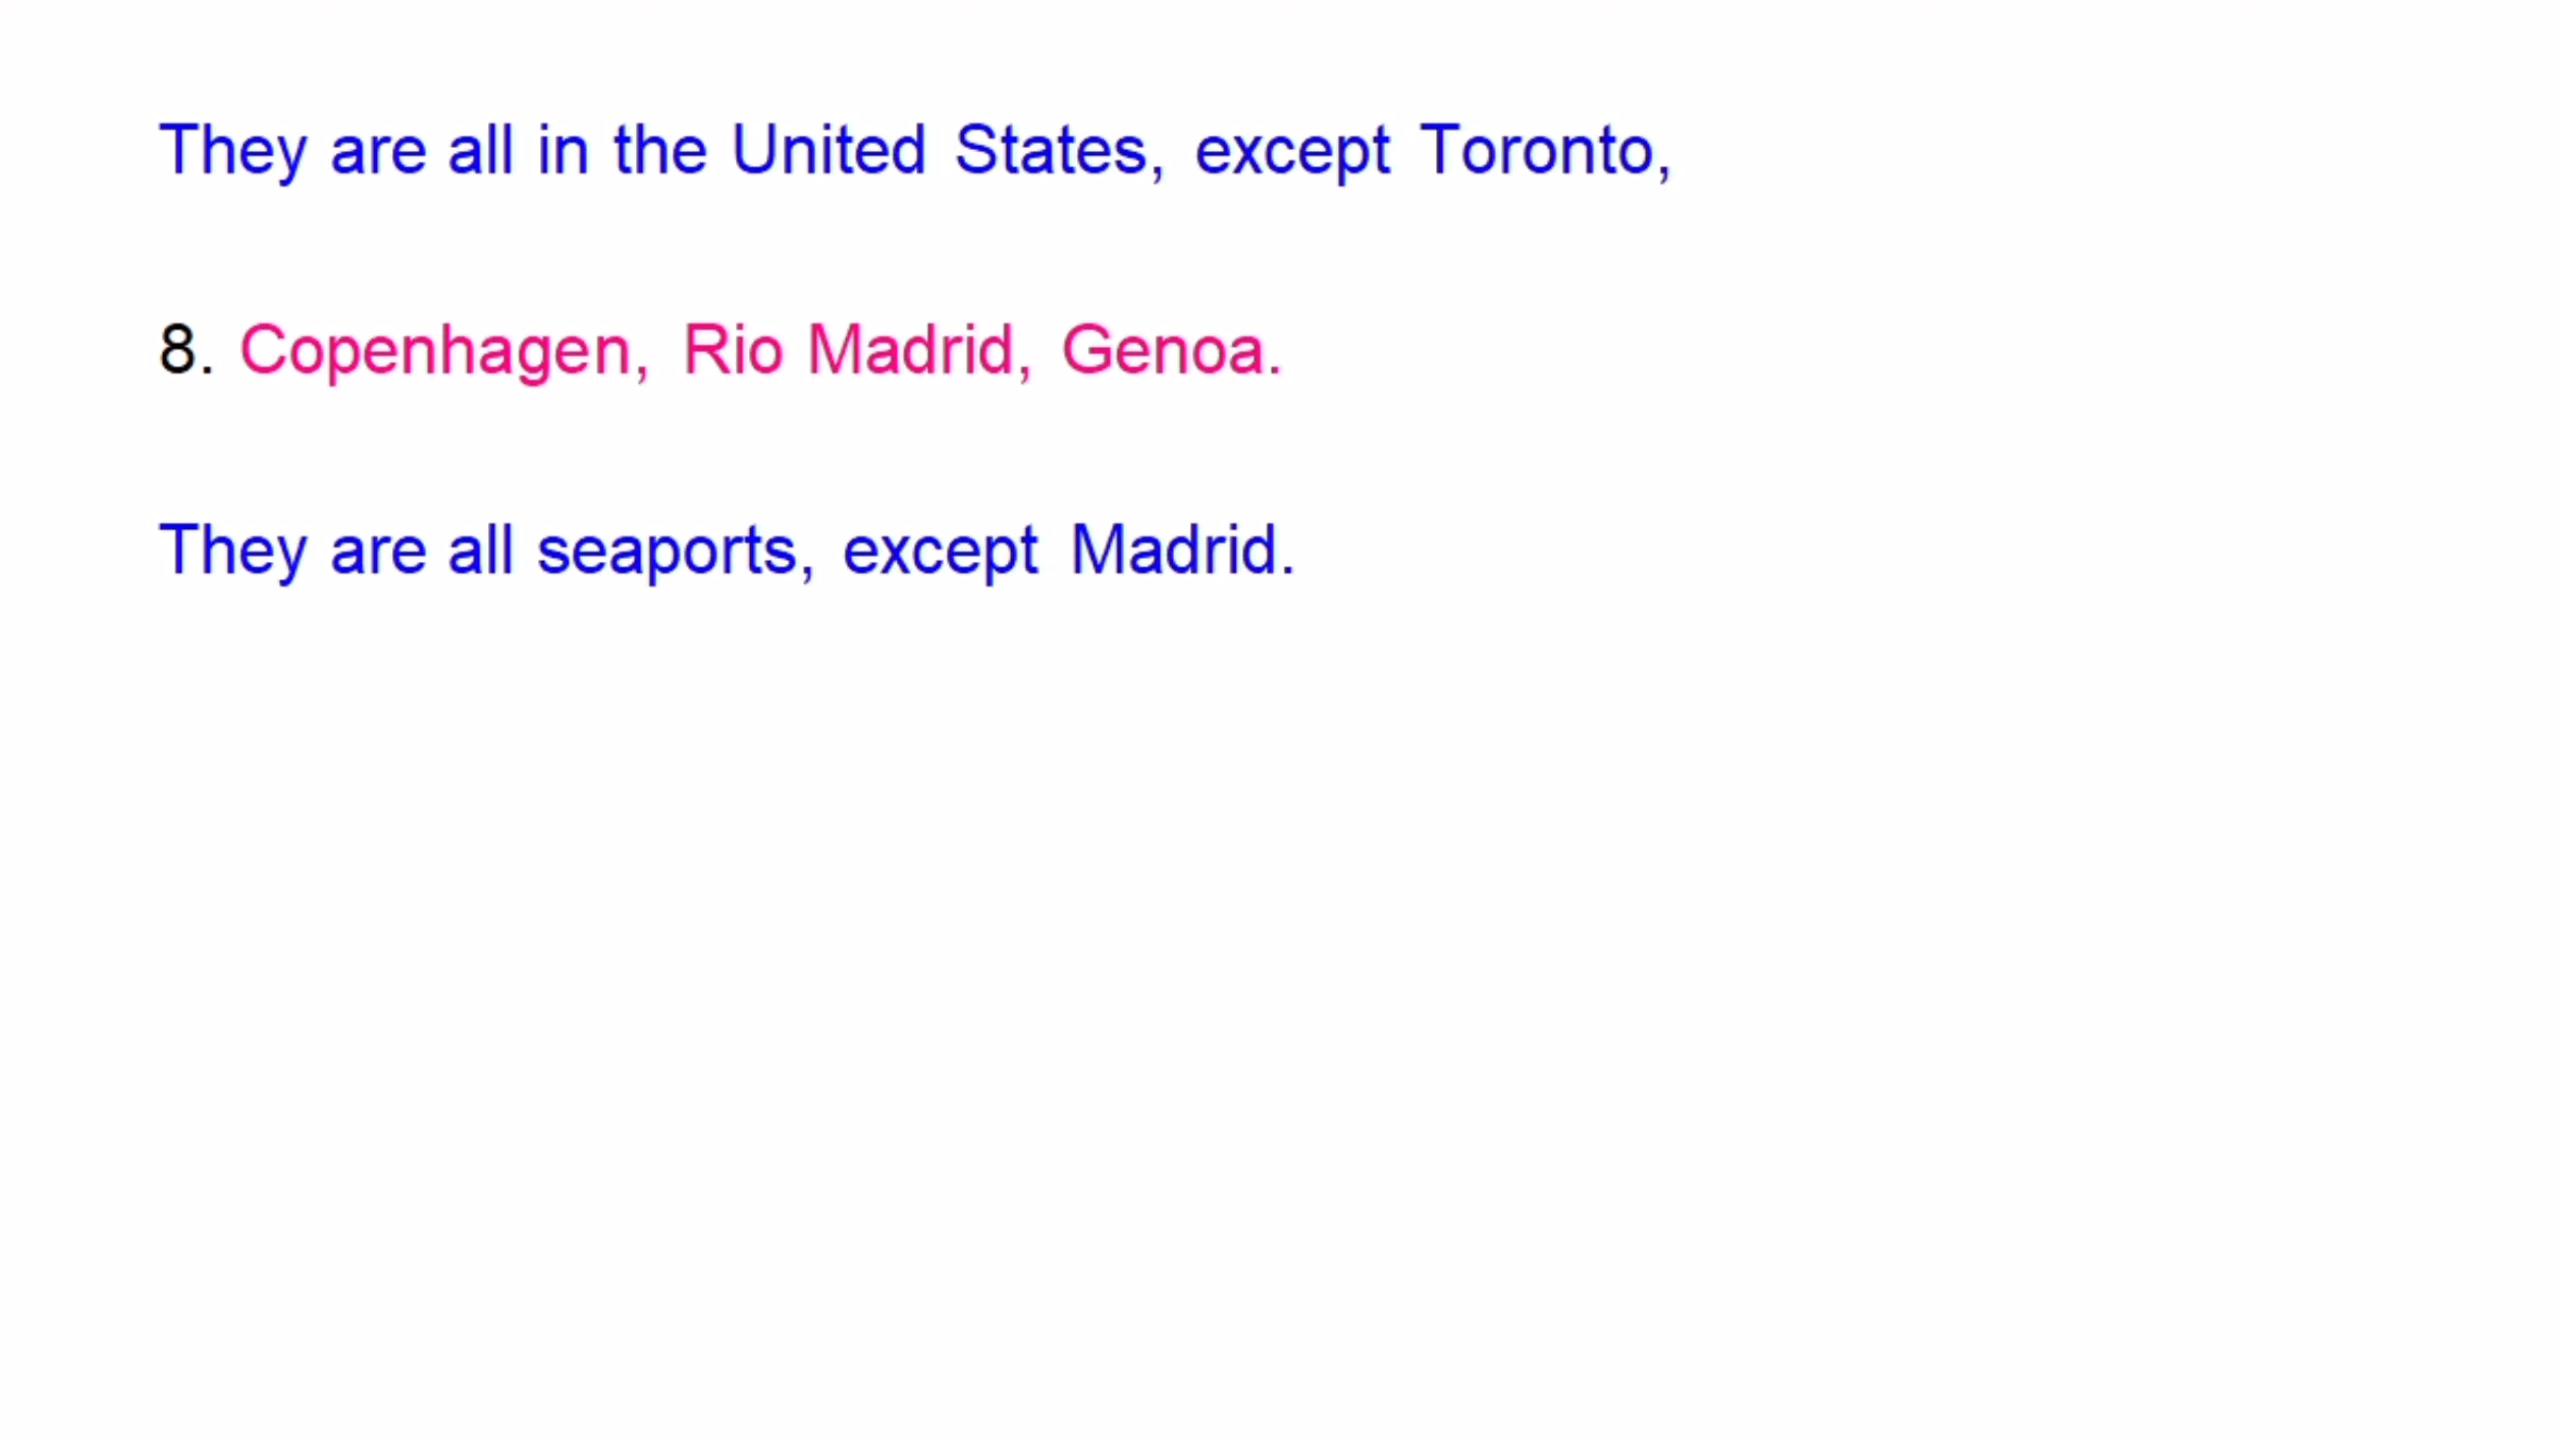 They are all in the United States, except Toronto,
8. Copenhagen, Rio Madrid, Genoa.
They are all seaports, except Madrid.